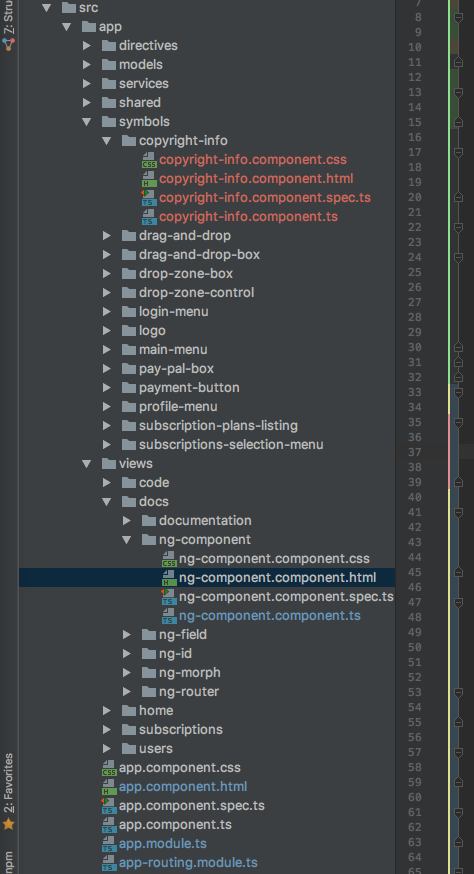 7: Stru
src
app
directives
models
services
shared
symbols
copyright-info
CSS copyright-info.component.css
H copyright-info.component.html
TS copyright-info.component.spec.ts
TS copyright-info.component.ts
drag-and-drop
drag-and-drop-box
drop-zone-box
drop-zone-control
login-menu
logo
main-menu
pay-pal-box
payment-button
profile-menu
subscription-plans-listing
subscriptions-selection-menu
views
code
docs
documentation
ng-component
CSS ng-component.component.css
H ng-component.component.html
TS ng-component.component.spec.ts
TS ng-component.component.ts
ng-field
ng-id
ng-morph
ng-router
home
subscriptions
users
CSS app.component.css
H app.component.html
TS app.component.spec.ts
TS app.component.ts
TS app.module.ts
TS app-routing.module.ts
2: Favorites
npm
7
8
9
10
11
12
13
14
15
16
17
18
19
20
21
22
23
24
25
26
27
28
29
30
31
32
33
34
35
36
37
38
39
40
41
42
43
44
45
46
47
48
49
50
51
52
53
54
55
56
57
58
59
60
61
62
63
64
65